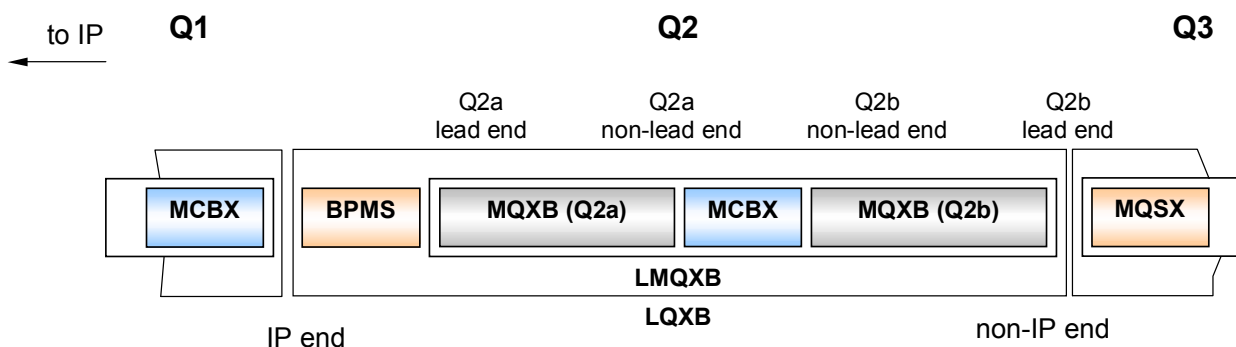 Q1
Q2
Q3
to IP
Q2a
lead end
Q2a
non-lead end
Q2b
non-lead end
Q2b
lead end
MCBX
BPMS
MQXB (Q2a)
MCBX
MQXB (Q2b)
MQSX
LMQXB
LQXB
IP end
non-IP end